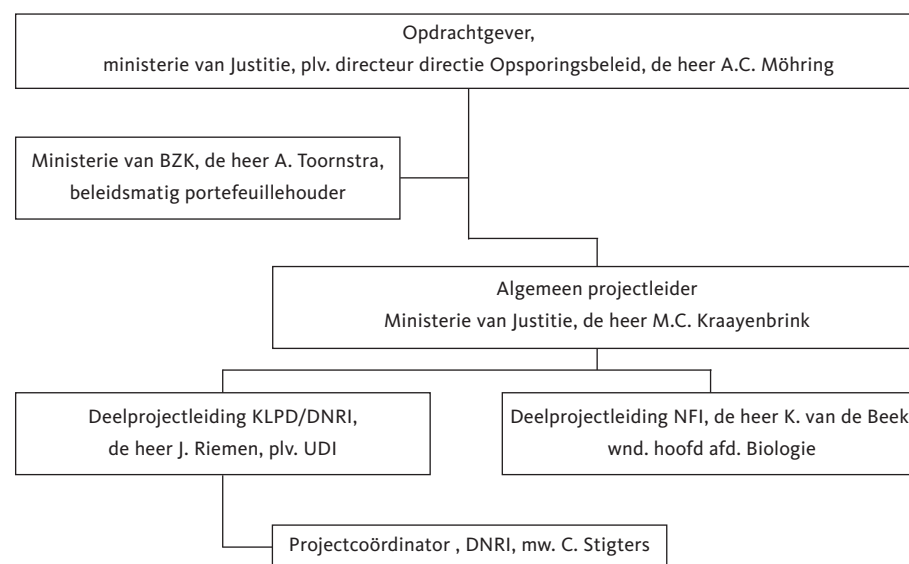 Opdrachtgever,
ministerie van Justitie, plv. directeur directie Opsporingsbeleid, de heer A.C. Möhring
Ministerie van BZK, de heer A. Toornstra,
beleidsmatig portefeuillehouder
Algemeen projectleider
Ministerie van Justitie, de heer M.C. Kraayenbrink
Deelprojectleiding KLPD/DNRI,
de heer J. Riemen, plv. UDI
Deelprojectleiding NFI, de heer K. van de Beek
wnd. hoofd afd. Biologie
Projectcoördinator , DNRI, mw. C. Stigters